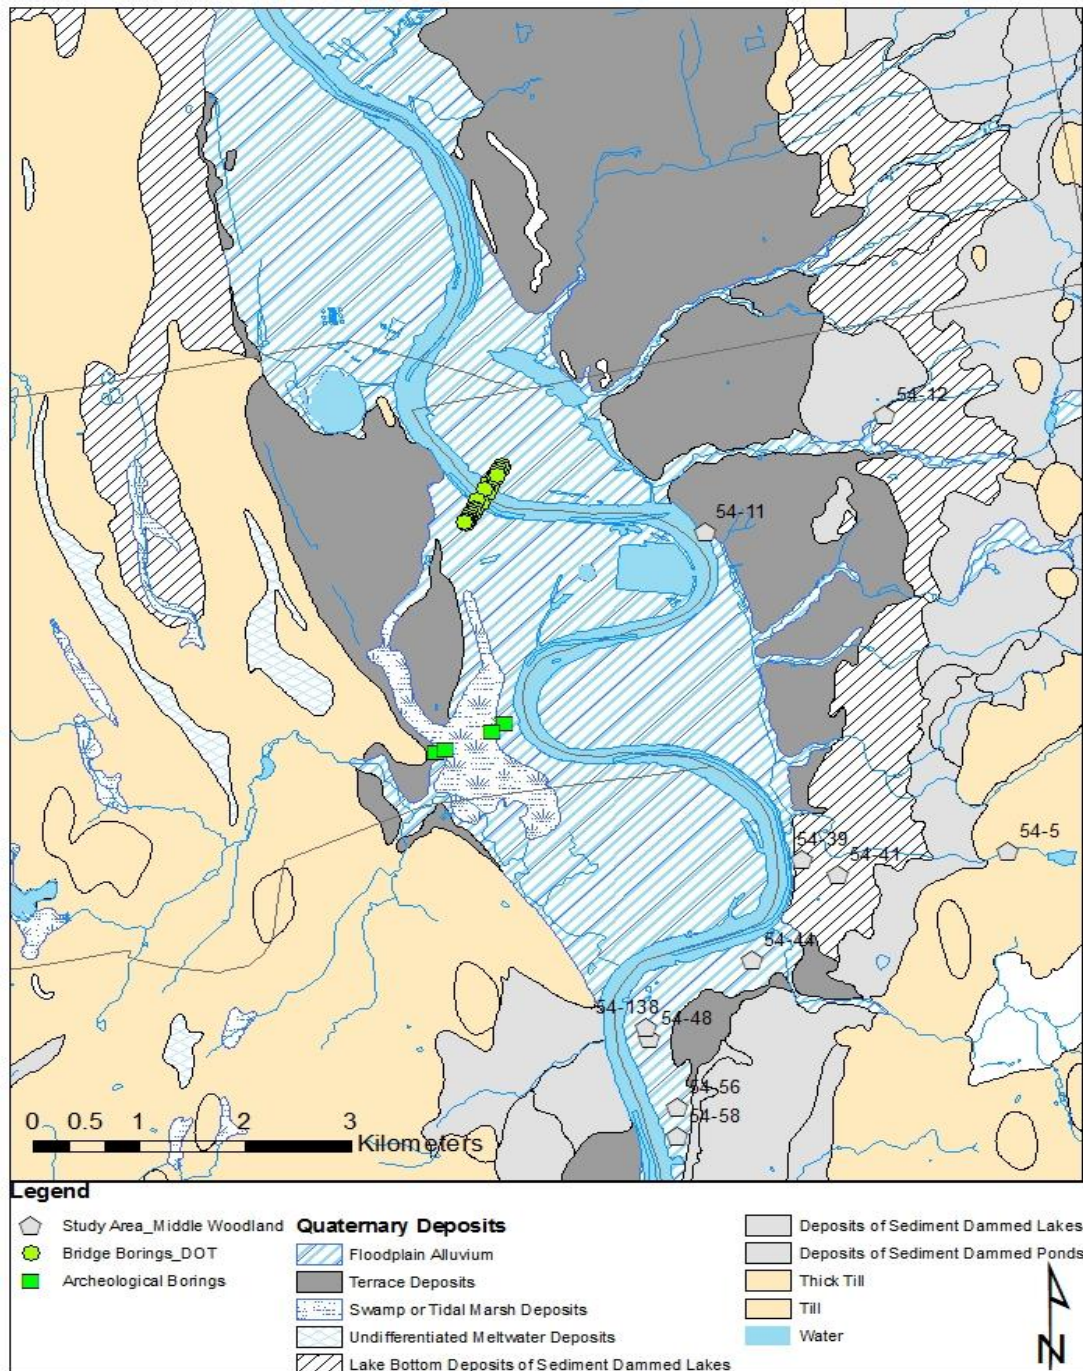 54-12
54-11
54-39
54-41
54-5
54-44
54-138
54-48
54-56
54-58
0 0.5 1 2 3
Kilometers
Legend
Study Area_Middle Woodland
Bridge Borings_DOT
Archeological Borings
Quaternary Deposits
Floodplain Alluvium
Terrace Deposits
Swamp or Tidal Marsh Deposits
Undifferentiated Meltwater Deposits
Lake Bottom Deposits of Sediment Dammed Lakes
Deposits of Sediment Dammed Lakes
Deposits of Sediment Dammed Ponds
Thick Till
Till
Water
N